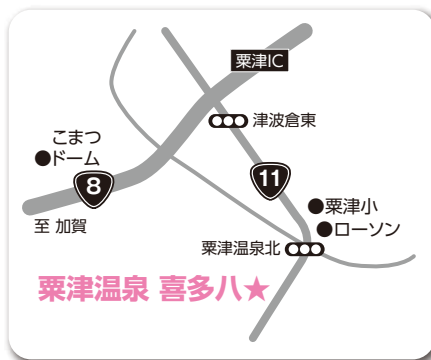 粟津IC
津波倉東
こまつ
●ドーム
8
11
至 加賀
●粟津小
●ローソン
粟津温泉北
粟津温泉 喜多八★